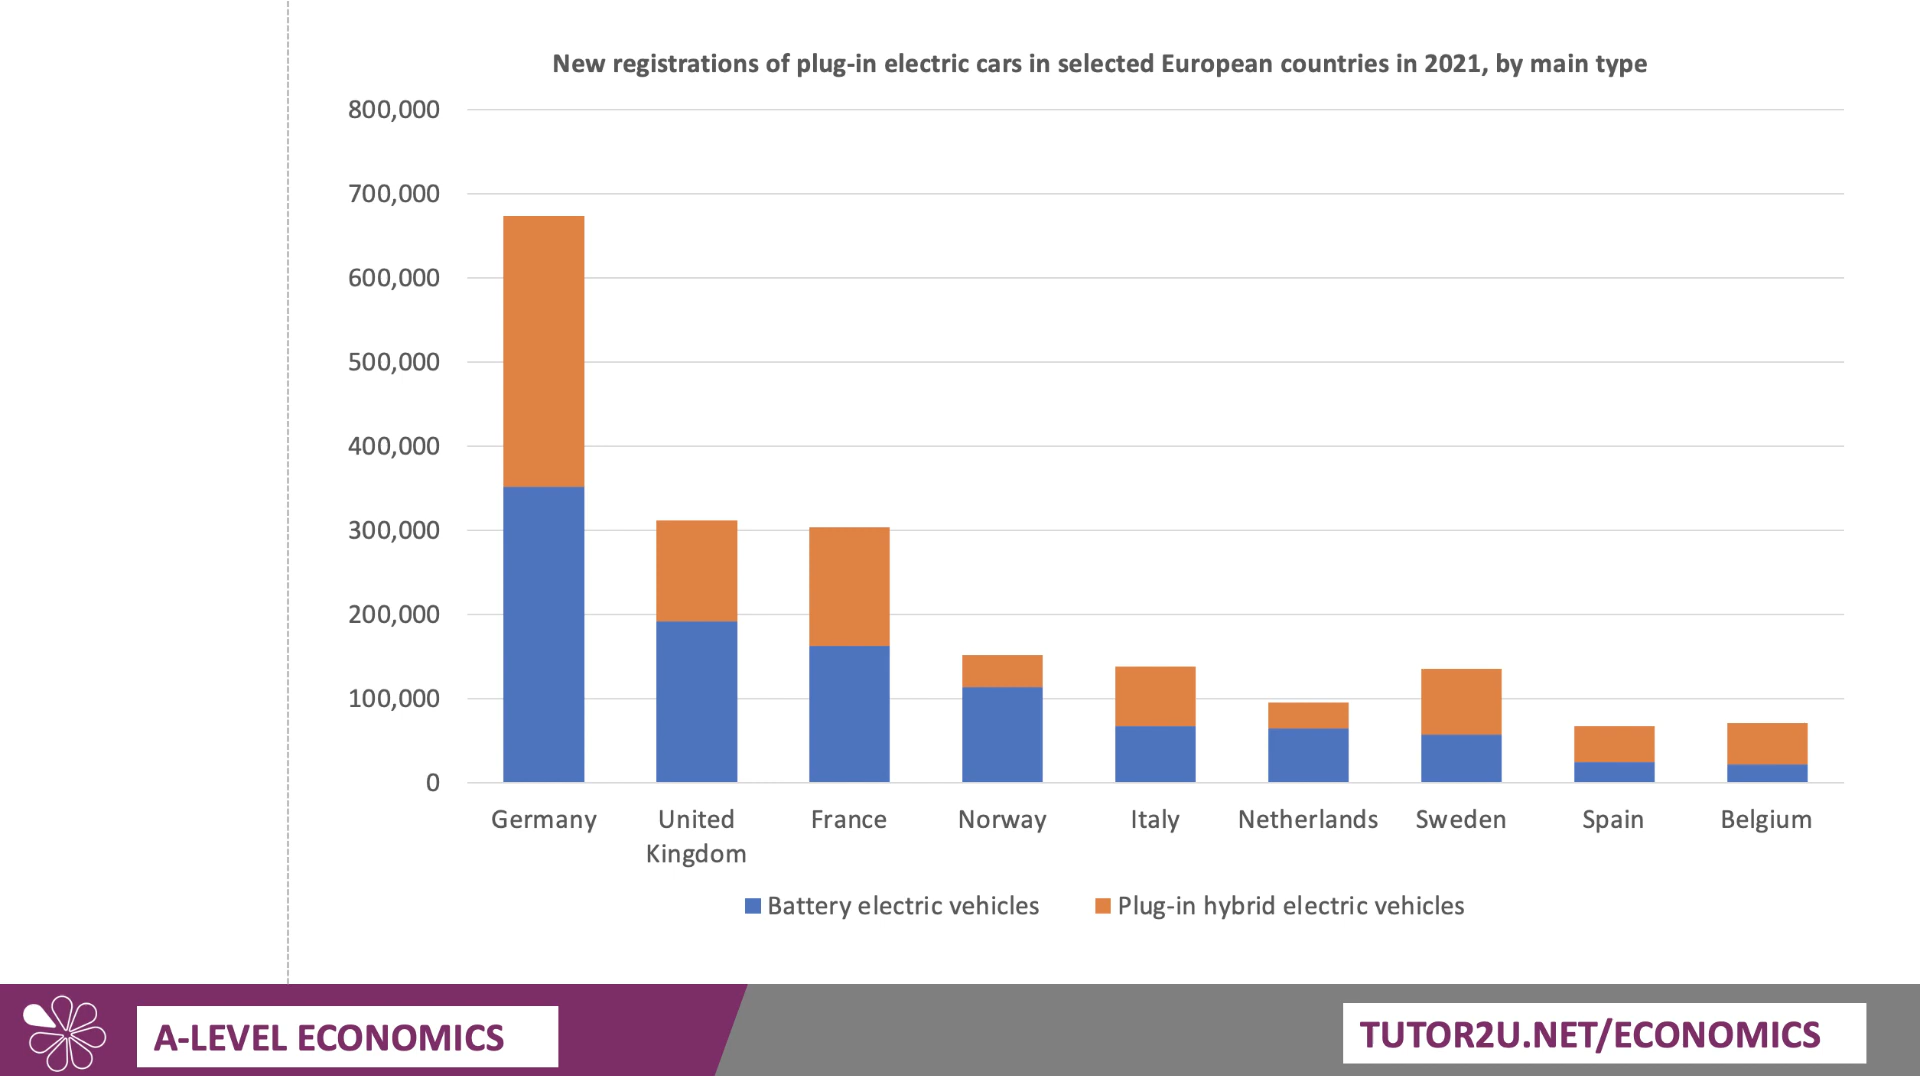 New registrations of plug-in electric cars in selected European countries in 2021, by main type
800,000
700,000
600,000
500,000
400,000
300,000
200,000
100,000
0
Germany
United
Kingdom
France
Norway
Italy
Netherlands
Sweden
Spain
Belgium
Battery electric vehicles
Plug-in hybrid electric vehicles
A-LEVEL ECONOMICS
TUTOR2U.NET/ECONOMICS